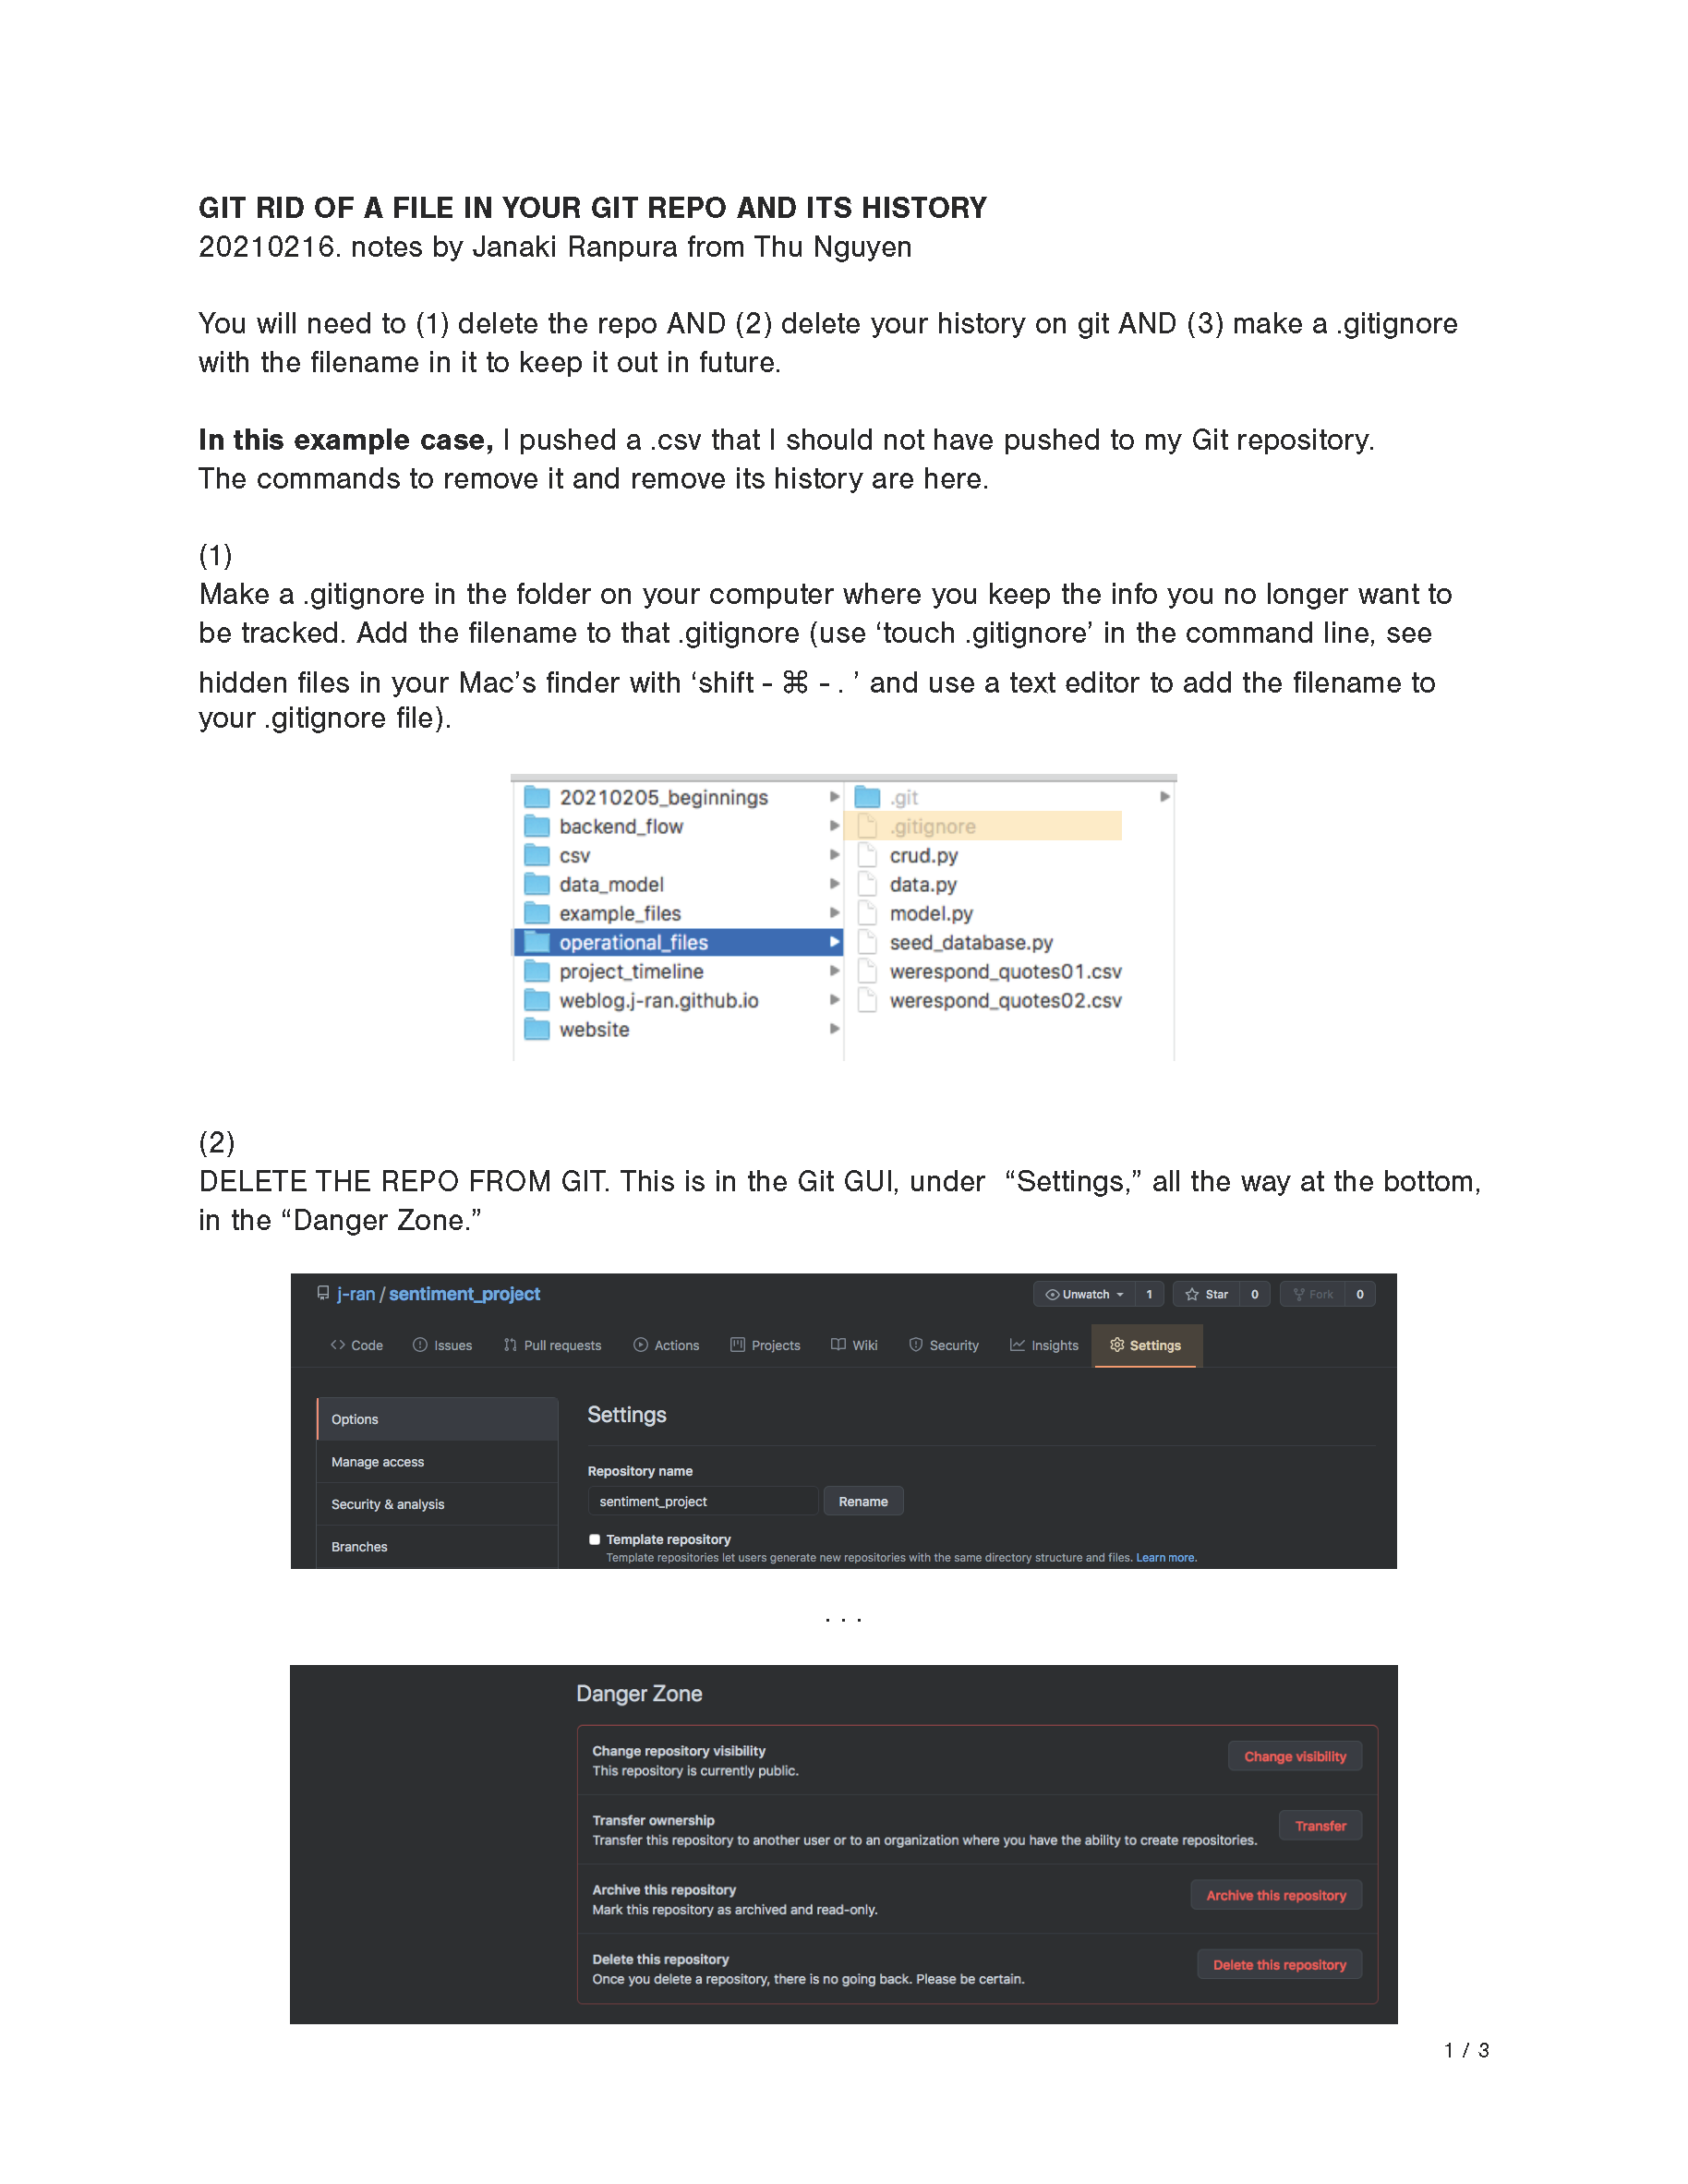 GIT RID OF A FILE IN YOUR GIT REPO AND ITS HISTORY
20210216. notes by Janaki Ranpura from Thu Nguyen
You will need to (1) delete the repo AND (2) delete your history on git AND (3) make a .gitignore
with the filename in it to keep it out in future.
In this example case, I pushed a .csv that I should not have pushed to my Git repository.
The commands to remove it and remove its history are here.
(1)
Make a .gitignore in the folder on your computer where you keep the info you no longer want to
be tracked. Add the filename to that .gitignore (use ‘touch .gitignore’ in the command line, see
hidden files in your Mac’s finder with ‘shift - ⌘ - . ’ and use a text editor to add the filename to
your .gitignore file).
20210205_beginnings
backend_flow
csv
data_model
example_files
operational_files
project_timeline
weblog.j-ran.github.io
website
.git
.gitignore
crud.py
data.py
model.py
seed_database.py
werespond_quotes01.csv
werespond_quotes02.csv
(2)
DELETE THE REPO FROM GIT. This is in the Git GUI, under “Settings,” all the way at the bottom,
in the “Danger Zone.”
j-ran / sentiment_project Unwatch 1 Star 0 Fork 0
Code Issues Pull requests Actions Projects Wiki Security Insights Settings
Options
Manage access
Security & analysis
Branches
Settings
Repository name
sentiment_project Rename
Template repository
Template repositories let users generate new repositories with the same directory structure and files. Learn more.
. . .
Danger Zone
Change repository visibility
This repository is currently public.
Change visibility
Transfer ownership
Transfer this repository to another user or to an organization where you have the ability to create repositories.
Transfer
Archive this repository
Mark this repository as archived and read-only.
Archive this repository
Delete this repository
Once you delete a repository, there is no going back. Please be certain.
Delete this repository
1 / 3